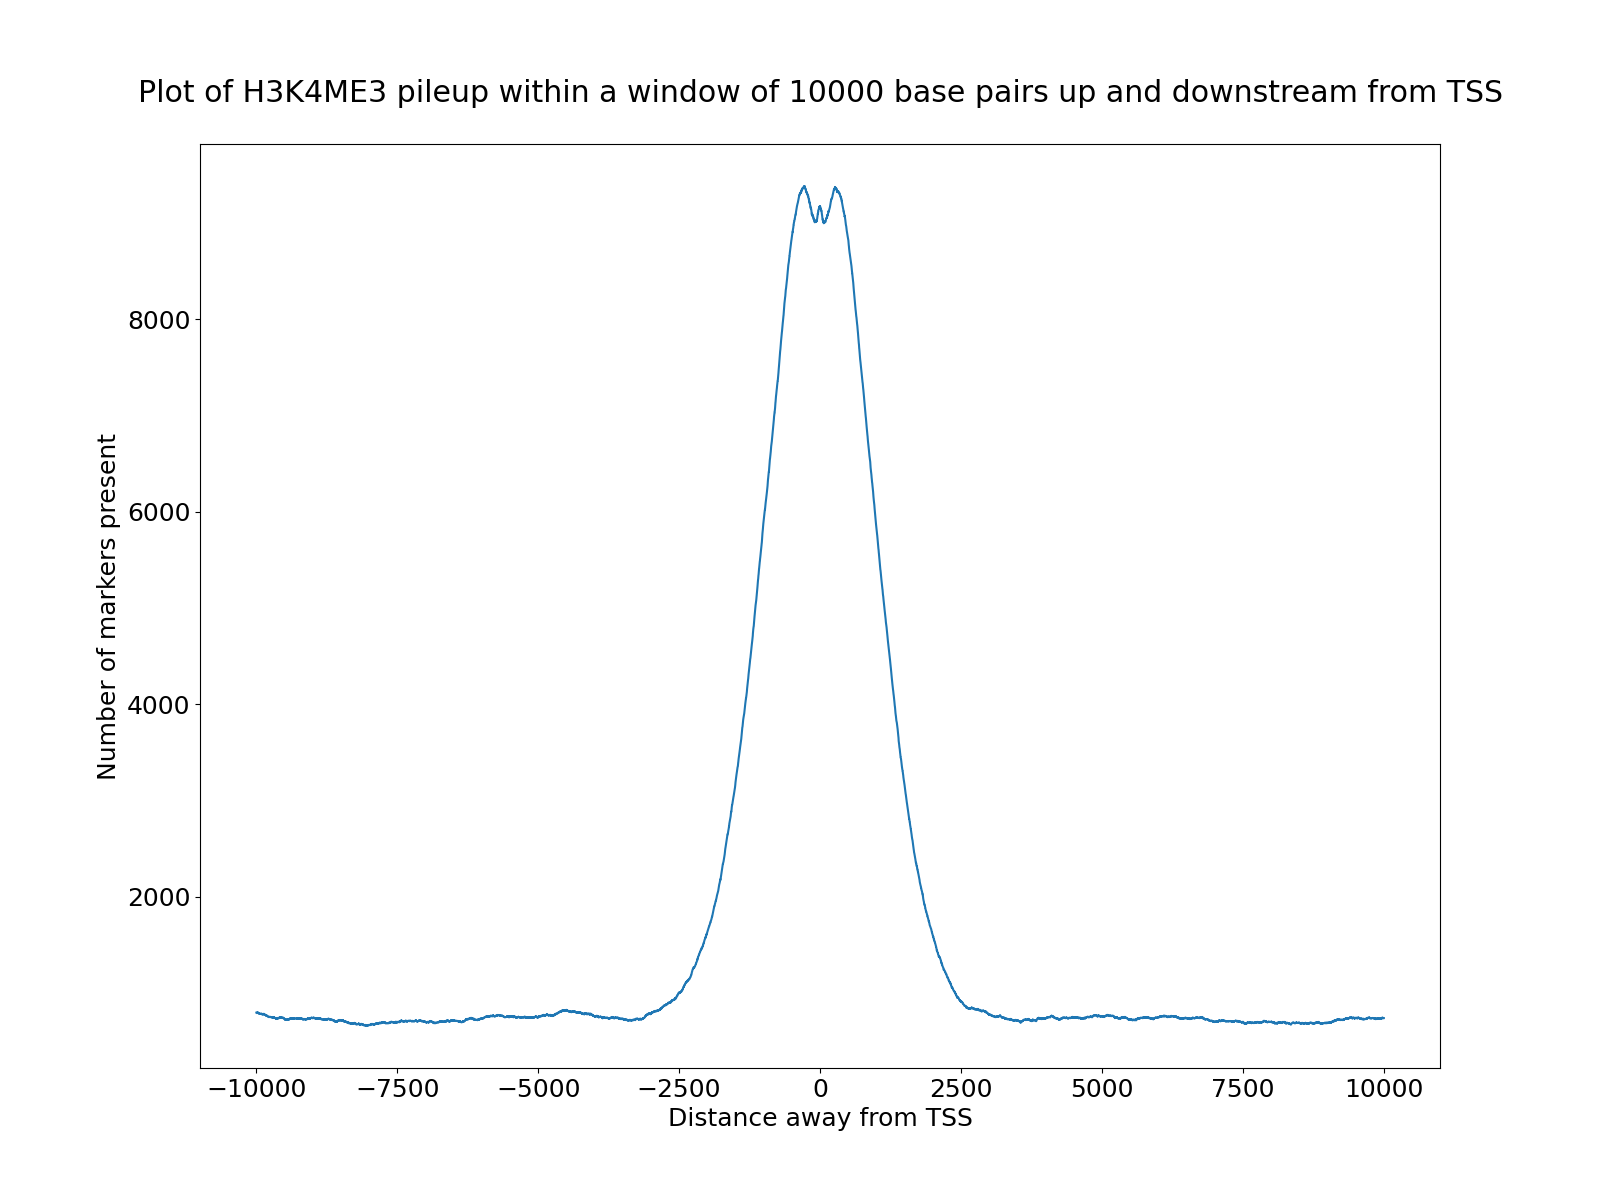 Plot of H3K4ME3 pileup within a window of 10000 base pairs up and downstream from TSS
Number of markers present
8000
6000
4000
2000
−10000 −7500 −5000 −2500 0 2500 5000 7500 10000
Distance away from TSS